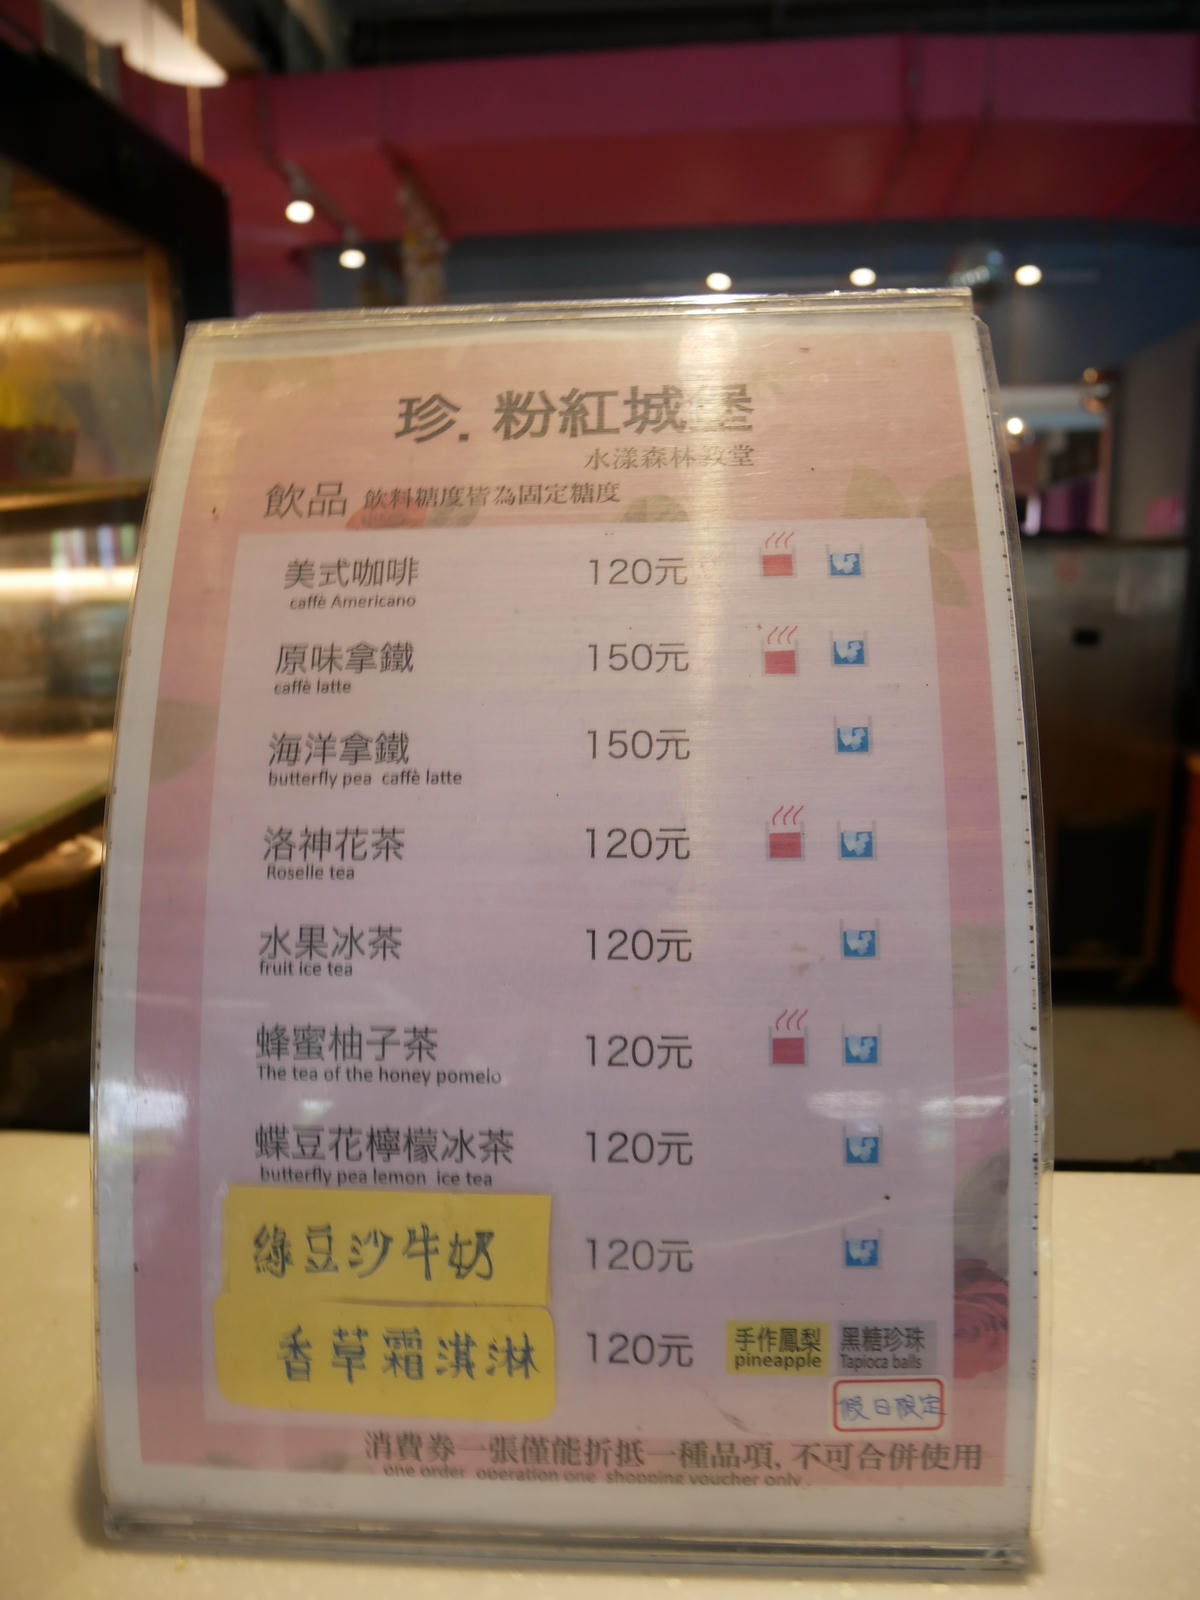 珍.粉紅城堡
水漾森林教堂
飲品 飲料糖度皆為固定糖度
美式咖啡 120元
caffè Americano
原味拿鐵 150元
caffè latte
海洋拿鐵 150元
butterfly pea caffè latte
洛神花茶 120元
Roselle tea
水果冰茶 120元
fruit ice tea
蜂蜜柚子茶 120元
The tea of the honey pomelo
蝶豆花檸檬冰茶 120元
butterfly pea lemon ice tea
綠豆沙牛奶 120元
香草霜淇淋 120元 手作鳳梨 黑糖珍珠
pineapple Tapioca balls
假日限定
消費券一張僅能折抵一種品項, 不可合併使用
one order operation one shopping voucher only.